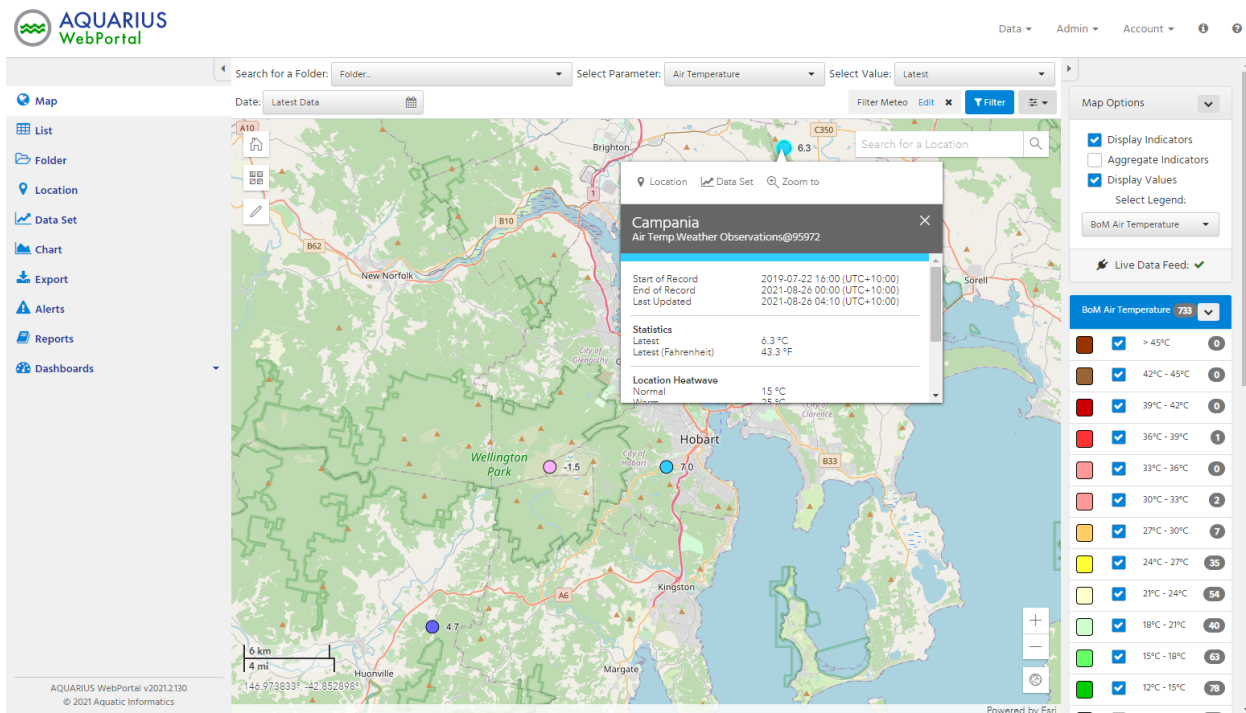 AQUARIUS
WebPortal
Data
Admin
Account
Map
List
Folder
Location
Data Set
Chart
Export
Alerts
Reports
Dashboards
AQUARIUS WebPortal v2021.2.130
© 2021 Aquatic Informatics
Search for a Folder: Folder... Select Parameter: Air Temperature Select Value: Latest
Date: Latest Data Filter Meteo Edit Filter
A10
Brighton
C350
6.3
Search for a Location
1
B10
B62
New Norfolk
Sorell
Location Data Set Zoom to
Campania
Air Temp.Weather Observations@95972
Start of Record 2019-07-22 16:00 (UTC+10:00)
End of Record 2021-08-26 00:00 (UTC+10:00)
Last Updated 2021-08-26 04:10 (UTC+10:00)
Statistics
Latest 6.3 °C
Latest (Fahrenheit) 43.3 °F
Location Heatwave
Normal 15 °C
Warm 25 °C
City of
Glenorchy
City of
Clarence
Hobart
City of
Hobart
Wellington
Park
-1.5
7.0
B33
Kingston
A6
4.7
6 km
4 mi
Huonville
Margate
146.973833°, -42.852898°
Powered by Esri
Map Options
Display Indicators
Aggregate Indicators
Display Values
Select Legend:
BoM Air Temperature
Live Data Feed:
BoM Air Temperature 733
> 45°C 0
42°C - 45°C 0
39°C - 42°C 0
36°C - 39°C 1
33°C - 36°C 0
30°C - 33°C 2
27°C - 30°C 7
24°C - 27°C 35
21°C - 24°C 54
18°C - 21°C 40
15°C - 18°C 63
12°C - 15°C 78